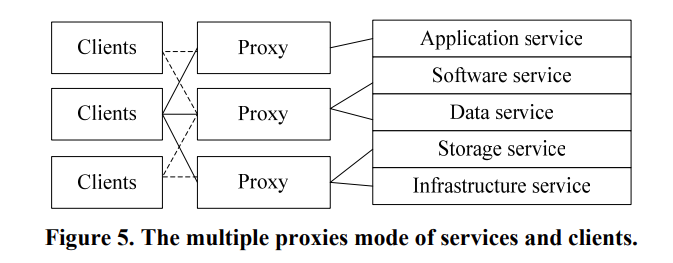 Clients
Proxy
Application service
Software service
Clients
Proxy
Data service
Storage service
Clients
Proxy
Infrastructure service
Figure 5. The multiple proxies mode of services and clients.